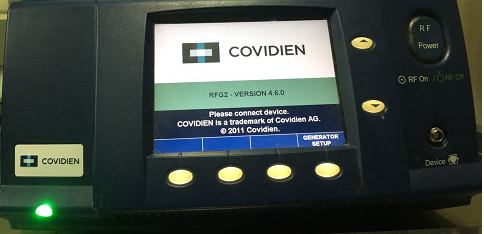 COVIDIEN
RFG2 - VERSION 4.6.0
Please connect device.
COVIDIEN is a trademark of Covidien AG.
© 2011 Covidien.
GENERATOR
SETUP
RF
Power
RF On / RF Off
Device
COVIDIEN